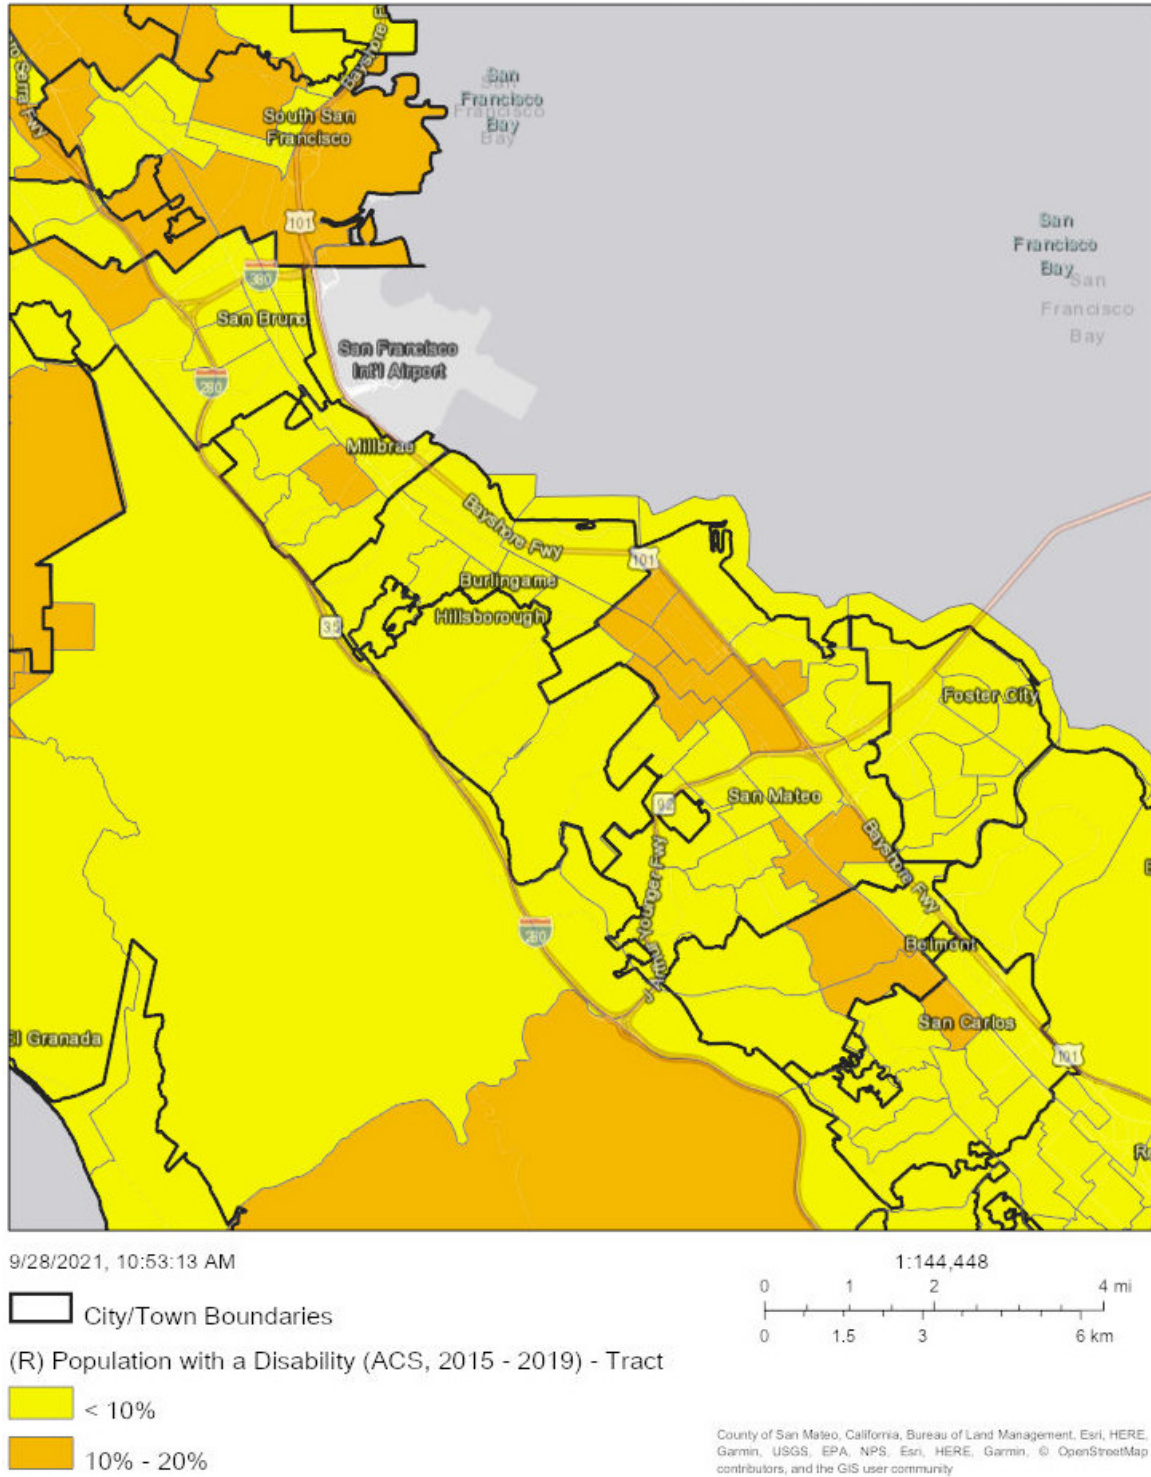 Bayshore F
ro Serra Fwy
San
Francisco
Bay
San
Francisco
Bay
South San
Francisco
101
San
Francisco
Bay
San
Francisco
Bay
380
San Bruno
San Francisco
Int'l Airport
280
Millbrae
Bayshore Fwy
101
Burlingame
Hillsborough
35
Foster City
San Mateo
92
Bayshore Fwy
J Arthur Younger Fwy
280
Belmont
El Granada
San Carlos
101
9/28/2021, 10:53:13 AM
1:144,448
0 1 2 4 mi
0 1.5 3 6 km
City/Town Boundaries
(R) Population with a Disability (ACS, 2015 - 2019) - Tract
< 10%
10% - 20%
County of San Mateo, California, Bureau of Land Management, Esri, HERE,
Garmin, USGS, EPA, NPS, Esri, HERE, Garmin, © OpenStreetMap
contributors, and the GIS user community